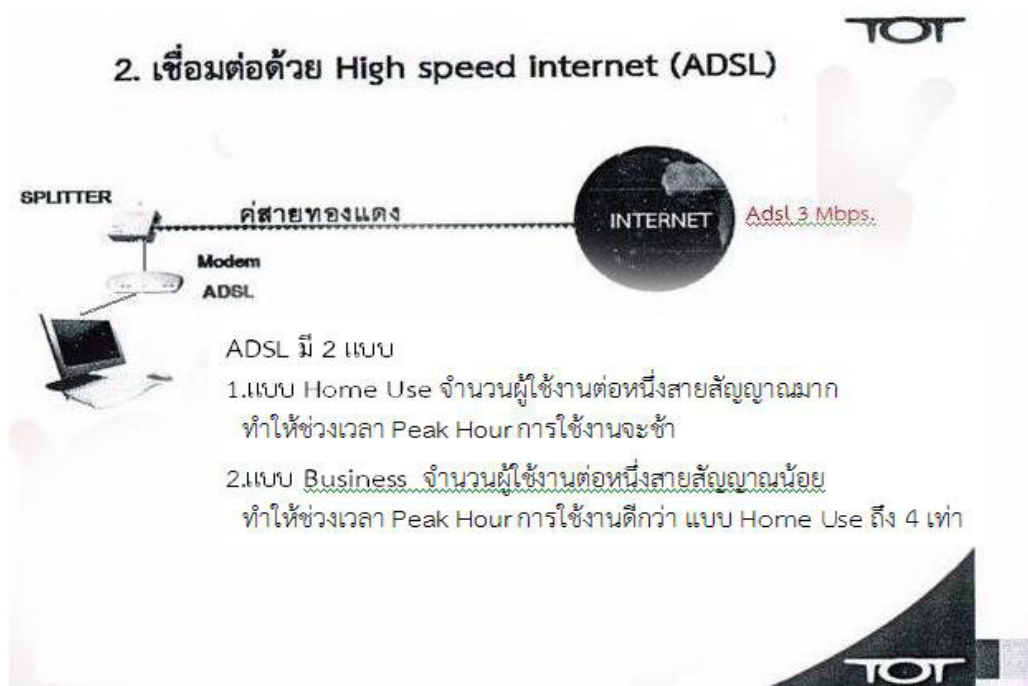 TOT
2. เชื่อมต่อด้วย High speed internet (ADSL)
SPLITTER
คู่สายทองแดง
INTERNET
Adsl 3 Mbps.
Modem
ADSL
ADSL มี 2 แบบ
1.แบบ Home Use จำนวนผู้ใช้งานต่อหนึ่งสายสัญญาณมาก
ทำให้ช่วงเวลา Peak Hour การใช้งานจะช้า
2.แบบ Business จำนวนผู้ใช้งานต่อหนึ่งสายสัญญาณน้อย
ทำให้ช่วงเวลา Peak Hour การใช้งานดีกว่า แบบ Home Use ถึง 4 เท่า
TOT